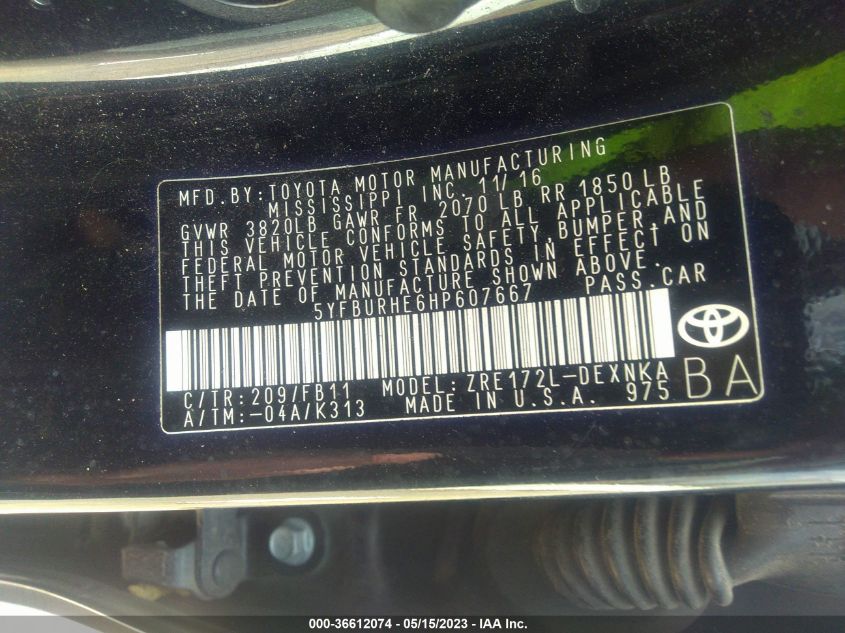 MFD. BY: TOYOTA MOTOR MANUFACTURING
MISSISSIPPI INC. 11/16
GVWR 3820LB GAWR FR 2070 LB RR 1850 LB
THIS VEHICLE CONFORMS TO ALL APPLICABLE
FEDERAL MOTOR VEHICLE SAFETY, BUMPER, AND
THEFT PREVENTION STANDARDS IN EFFECT ON
THE DATE OF MANUFACTURE SHOWN ABOVE.
5YFBURHE6HP607667 PASS.CAR
C/TR: 209/FB11 MODEL: ZRE172L-DEXNKA
A/TM: -04A/K313 MADE IN U.S.A. 975
BA
000-36612074 - 05/15/2023 - IAA Inc.